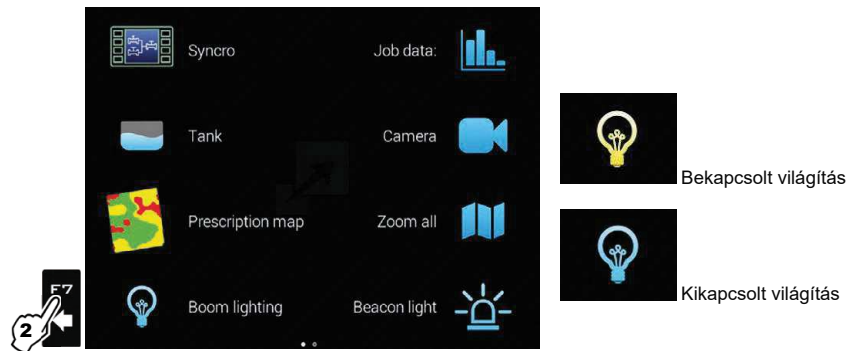 Syncro
Job data:
Tank
Camera
Bekapcsolt világítás
Prescription map
Zoom all
F7
Boom lighting
Beacon light
Kikapcsolt világítás
2